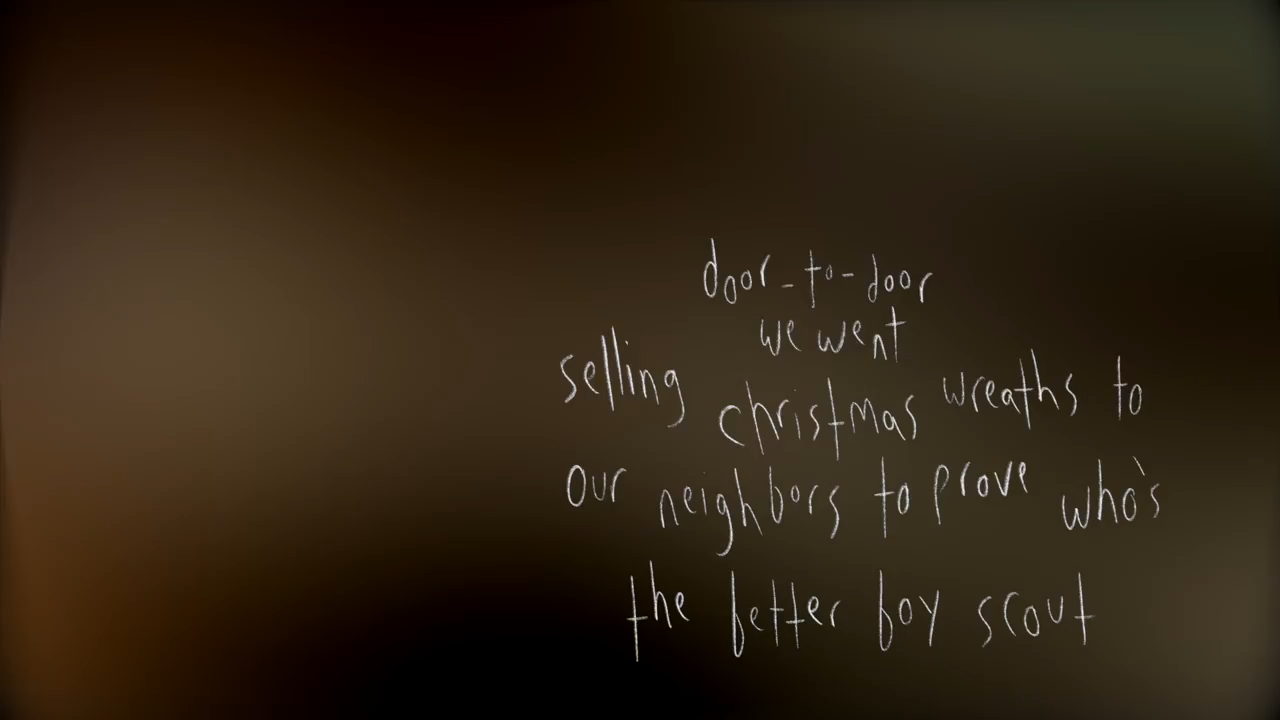 door-to-door
we went
selling christmas wreaths to
our neighbors to prove who's
the better boy scout